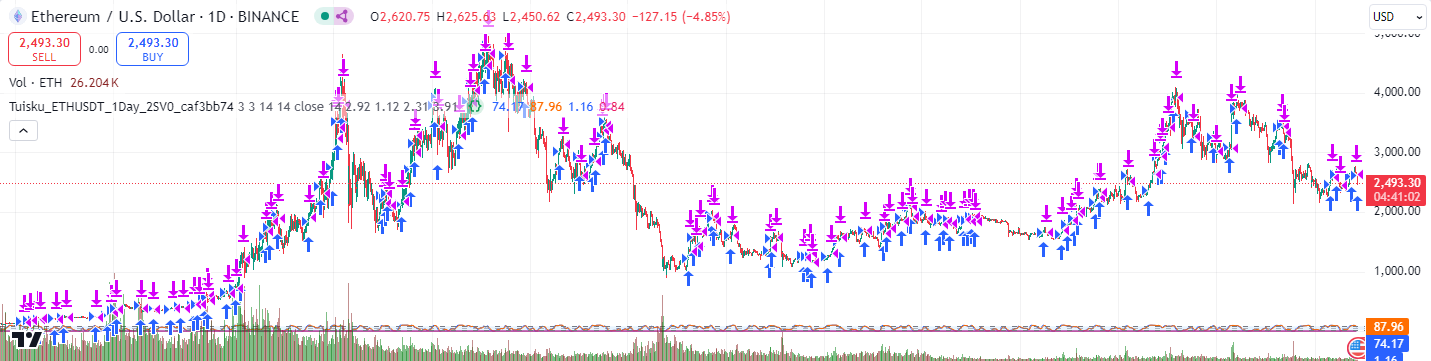 Ethereum / U.S. Dollar · 1D · BINANCE O2,620.75 H2,625.63 L2,450.62 C2,493.30 −127.15 (−4.85%)
USD
2,493.30 SELL 0.00 2,493.30 BUY
Vol · ETH 26.204K
Tuisku_ETHUSDT_1Day_2SV0_caf3bb74 3 3 14 14 close 14 2.92 1.12 2.31 3.91 74.17 87.96 1.16 0.84
4,000.00
3,000.00
2,493.30
04:41:02
2,000.00
1,000.00
87.96
74.17
1.16